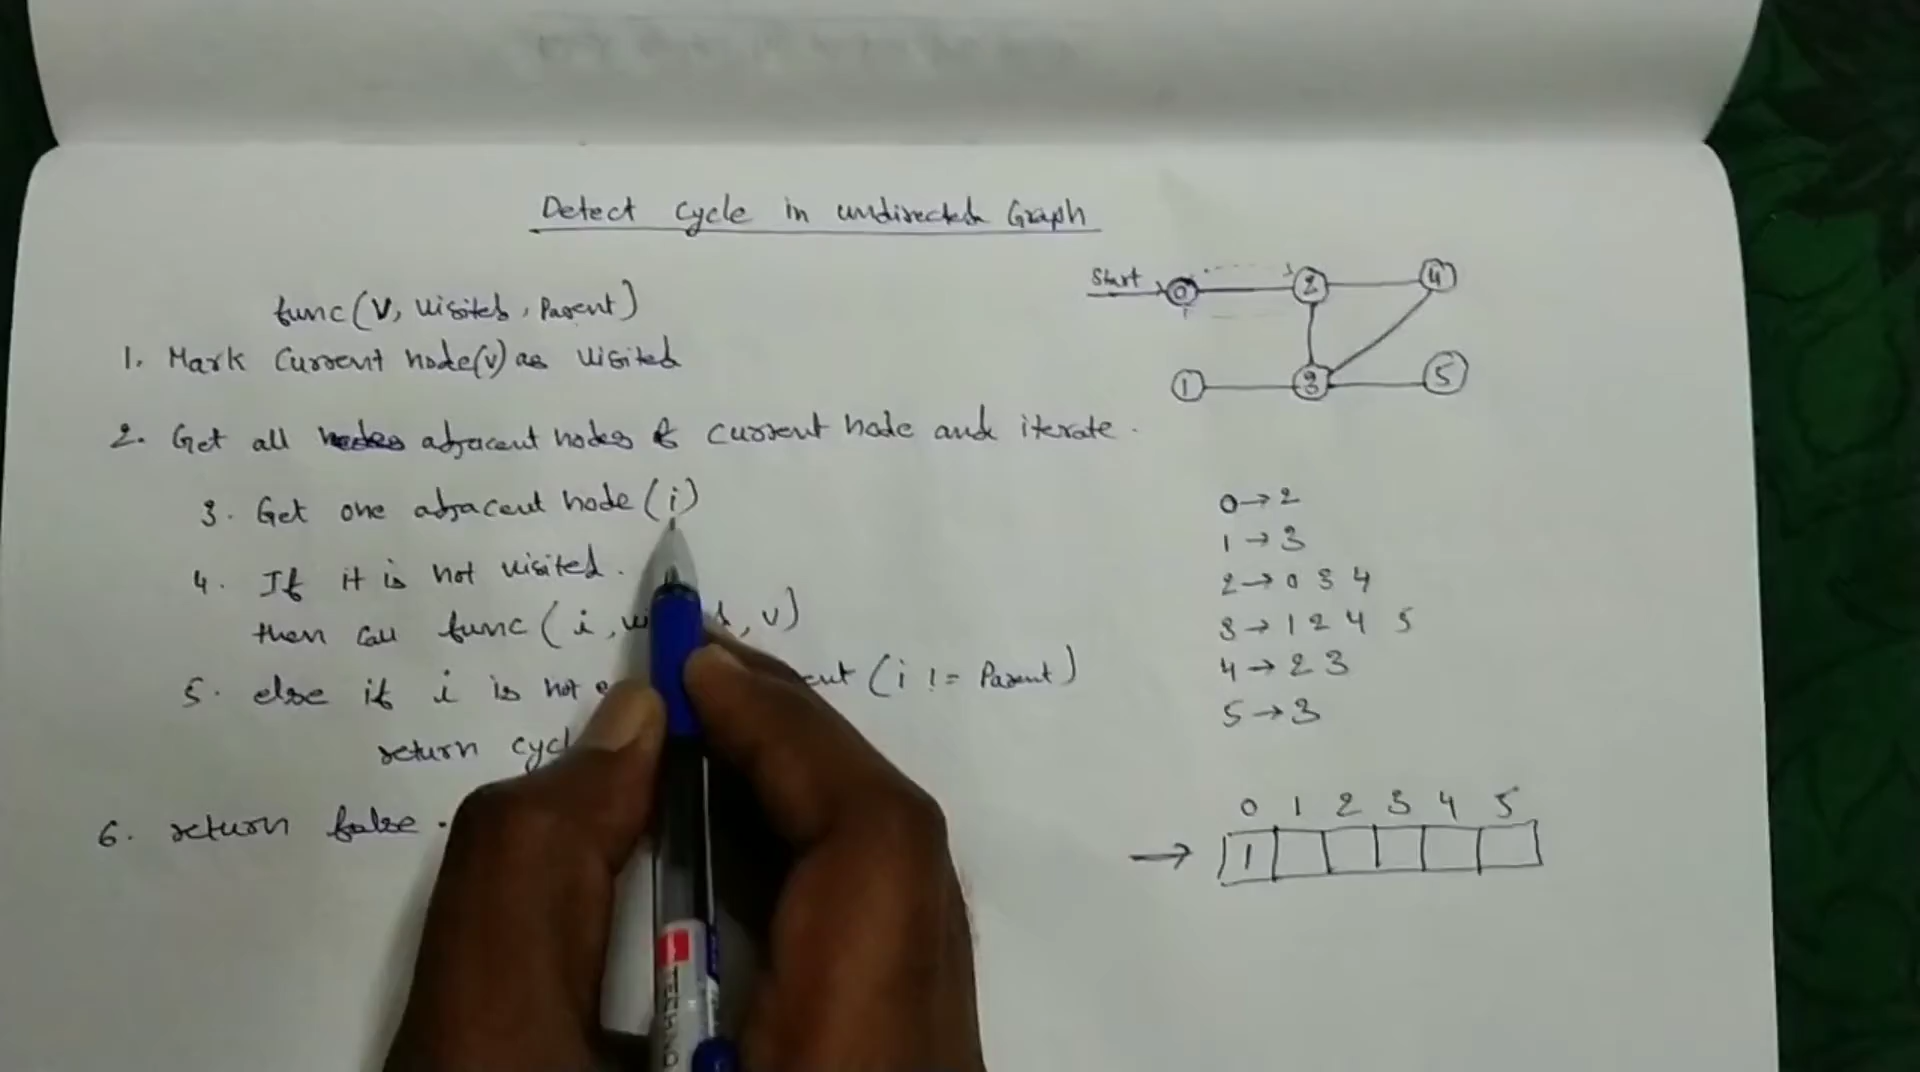 Detect cycle in undirected Graph
func(V, visited, Parent)
1. Mark Current node(v) as visited
2. Get all nodes adjacent nodes of current node and iterate.
3. Get one adjacent node (i)
4. If it is not visited.
then call func ( i, , v)
5. else if i is not (i != Parent)
return
6. return false.
Start
0
2
4
1
3
5
0 → 2
1 → 3
2 → 0 3 4
3 → 1 2 4 5
4 → 2 3
5 → 3
0 1 2 3 4 5
→ 1
TECHNO